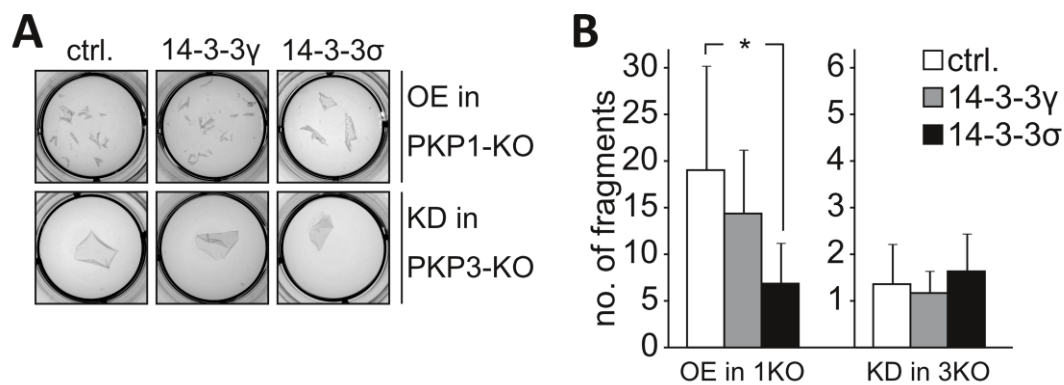 A
ctrl. 14-3-3γ 14-3-3σ
OE in
PKP1-KO
KD in
PKP3-KO
B
no. of fragments
30
25
20
15
10
5
0
*
OE in 1KO
6
5
4
3
2
1
KD in 3KO
ctrl.
14-3-3γ
14-3-3σ